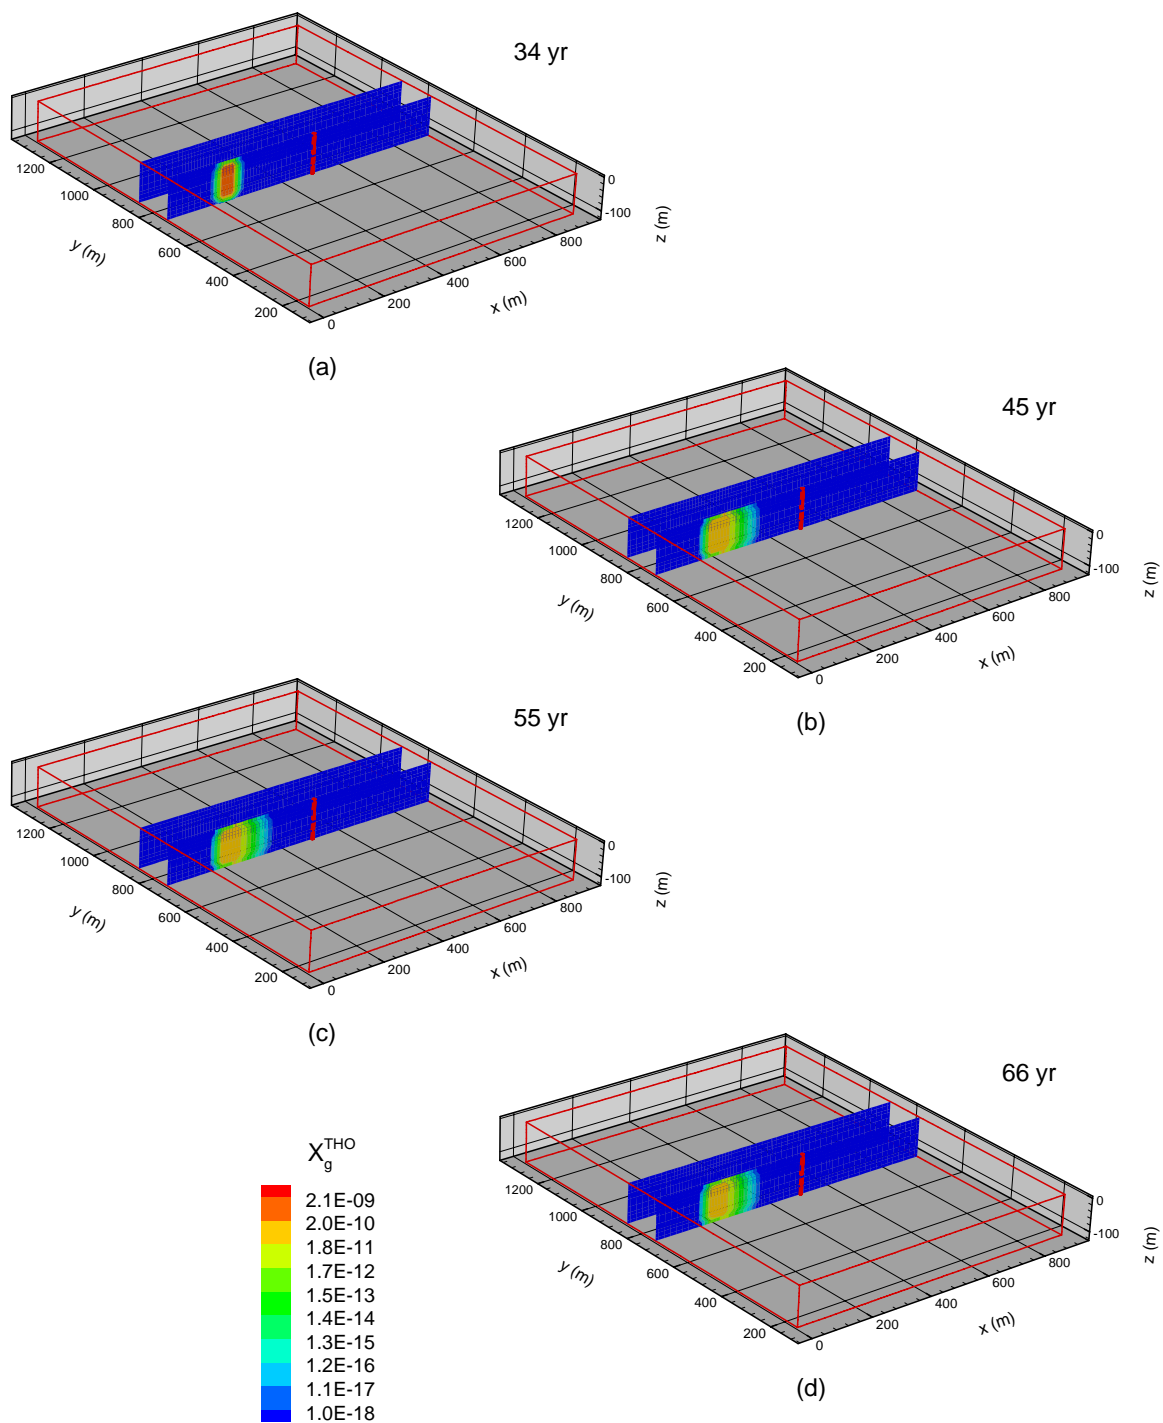 34 yr
0
-100
z (m)
1200
1000
800
600
400
200
y (m)
0
200
400
600
800
x (m)
(a)
45 yr
0
-100
z (m)
1200
1000
800
600
400
200
y (m)
0
200
400
600
800
x (m)
(b)
55 yr
0
-100
z (m)
1200
1000
800
600
400
200
y (m)
0
200
400
600
800
x (m)
(c)
66 yr
0
-100
z (m)
1200
1000
800
600
400
200
y (m)
0
200
400
600
800
x (m)
(d)
X_g^THO
2.1E-09
2.0E-10
1.8E-11
1.7E-12
1.5E-13
1.4E-14
1.3E-15
1.2E-16
1.1E-17
1.0E-18